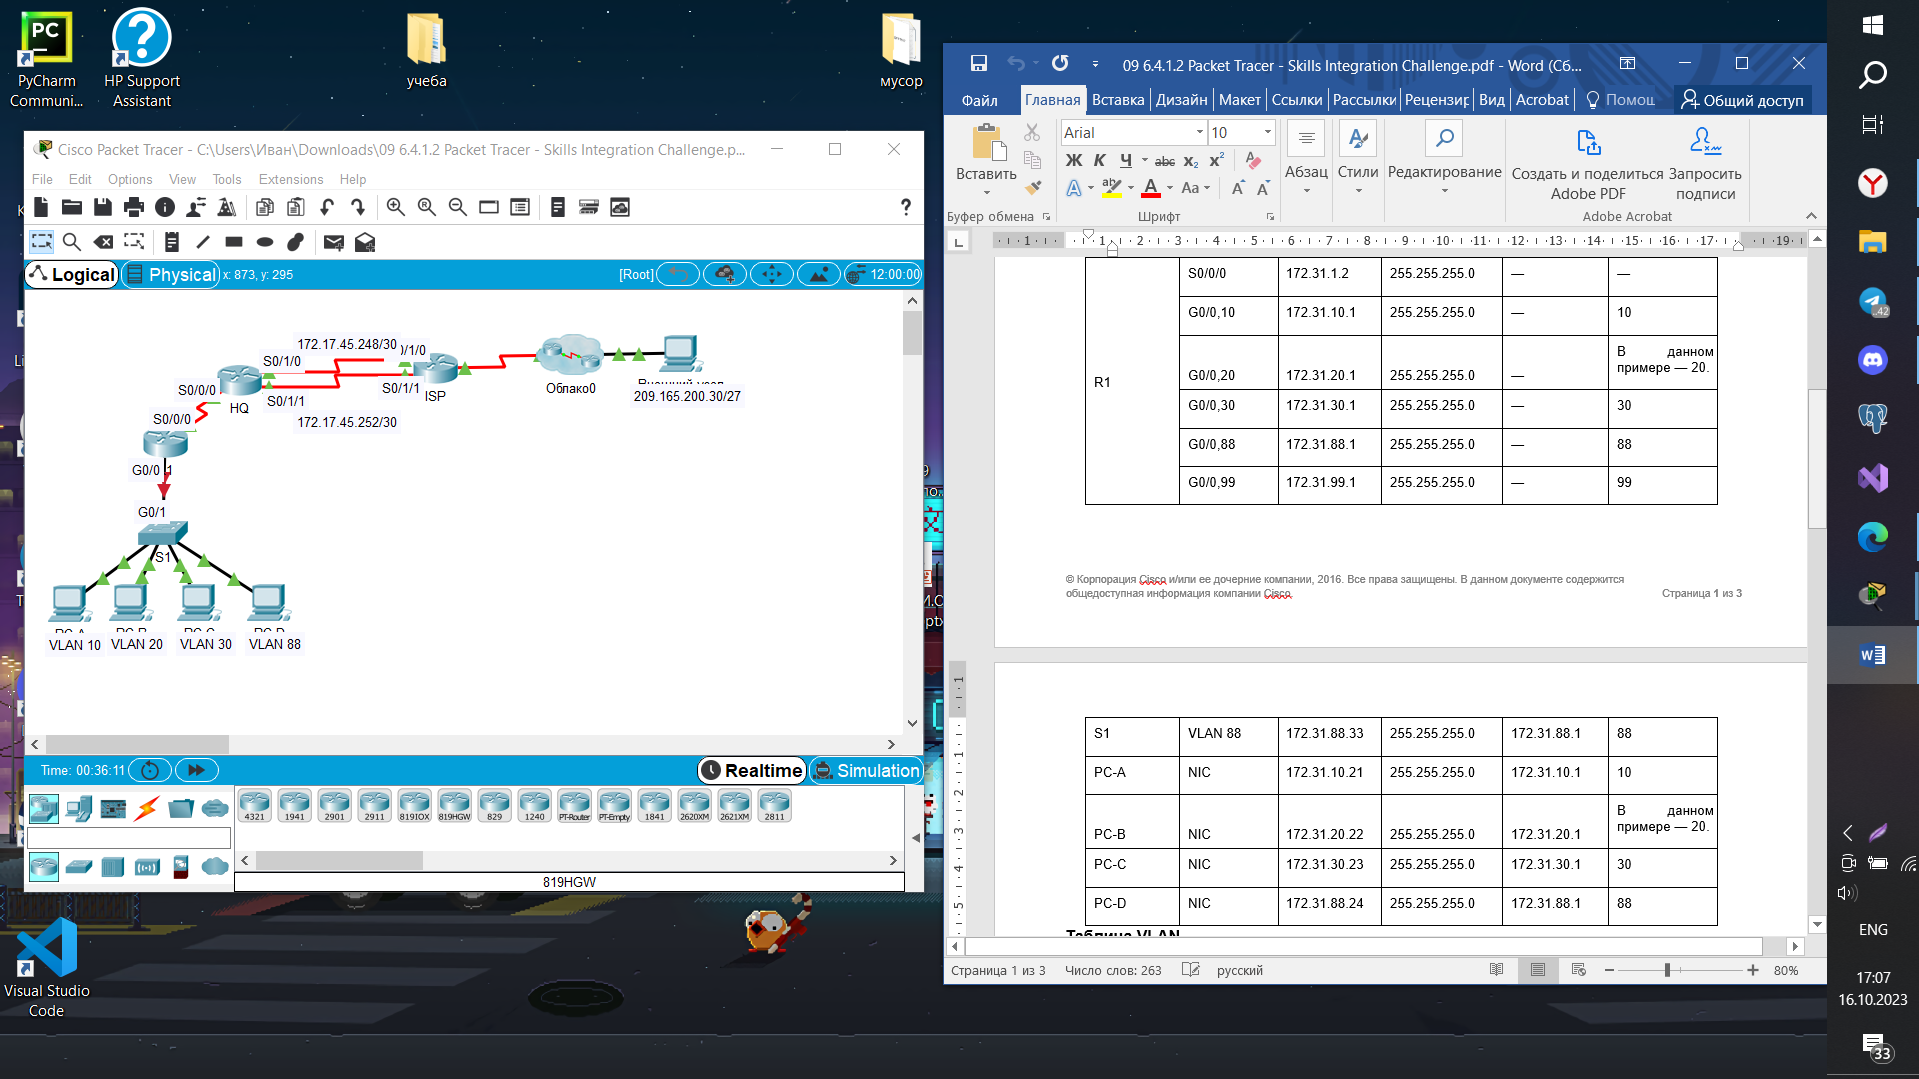 PyCharm
Communi...
HP Support
Assistant
учеба
мусор
Visual Studio
Code
Cisco Packet Tracer - C:\Users\Иван\Downloads\09 6.4.1.2 Packet Tracer - Skills Integration Challenge.p...
File Edit Options View Tools Extensions Help
Logical Physical x: 873, y: 295 [Root] 12:00:00
172.17.45.248/30
S0/1/0
S0/0/0
S0/1/1
S0/1/1
HQ
ISP
Облако0
209.165.200.30/27
172.17.45.252/30
S0/0/0
G0/0
G0/1
S1
VLAN 10 VLAN 20 VLAN 30 VLAN 88
Time: 00:36:11 Realtime Simulation
4321 1941 2901 2911 819IOX 819HGW 829 1240 PT-Router PT-Empty 1841 2620XM 2621XM 2811
819HGW
09 6.4.1.2 Packet Tracer - Skills Integration Challenge.pdf - Word (Сб...
Файл Главная Вставка Дизайн Макет Ссылки Рассылки Рецензир Вид Acrobat Помощ Общий доступ
Arial 10
Ж К Ч abc x₂ x²
Вставить Абзац Стили Редактирование Создать и поделиться Adobe PDF Запросить подписи
Буфер обмена Шрифт Adobe Acrobat
S0/0/0 172.31.1.2 255.255.255.0 — —
G0/0,10 172.31.10.1 255.255.255.0 — 10
R1 G0/0,20 172.31.20.1 255.255.255.0 — В данном примере — 20.
G0/0,30 172.31.30.1 255.255.255.0 — 30
G0/0,88 172.31.88.1 255.255.255.0 — 88
G0/0,99 172.31.99.1 255.255.255.0 — 99
© Корпорация Cisco и/или ее дочерние компании, 2016. Все права защищены. В данном документе содержится
общедоступная информация компании Cisco. Страница 1 из 3
S1 VLAN 88 172.31.88.33 255.255.255.0 172.31.88.1 88
PC-A NIC 172.31.10.21 255.255.255.0 172.31.10.1 10
PC-B NIC 172.31.20.22 255.255.255.0 172.31.20.1 В данном примере — 20.
PC-C NIC 172.31.30.23 255.255.255.0 172.31.30.1 30
PC-D NIC 172.31.88.24 255.255.255.0 172.31.88.1 88
Таблица VLAN
Страница 1 из 3 Число слов: 263 русский 80%
42
ENG
17:07
16.10.2023
33